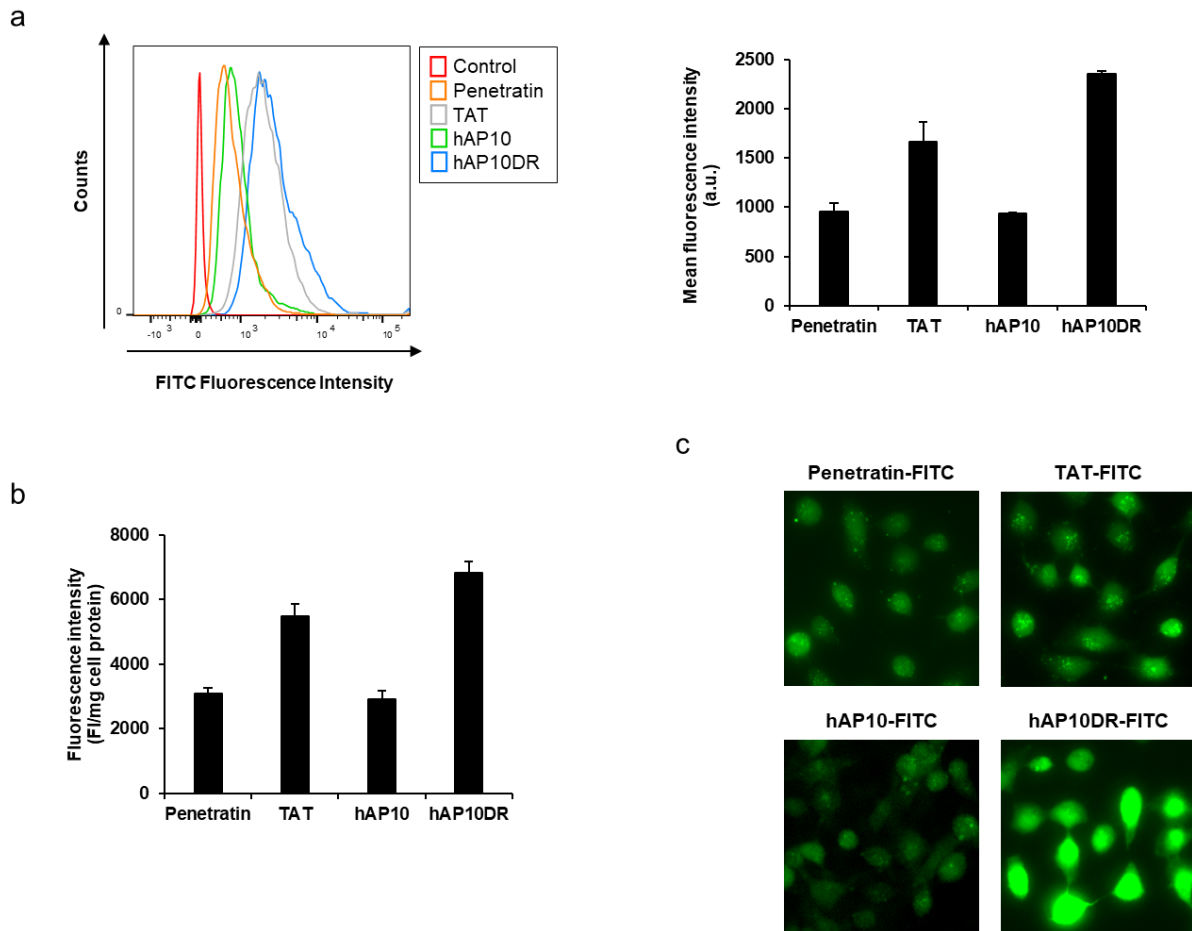 a
Counts
0
-10 3
0
10 3
10 4
10 5
FITC Fluorescence Intensity
Control
Penetratin
TAT
hAP10
hAP10DR
Mean fluorescence intensity
(a.u.)
2500
2000
1500
1000
500
0
Penetratin TAT hAP10 hAP10DR
b
Fluorescence intensity
(FI/mg cell protein)
8000
6000
4000
2000
0
Penetratin TAT hAP10 hAP10DR
c
Penetratin-FITC
TAT-FITC
hAP10-FITC
hAP10DR-FITC